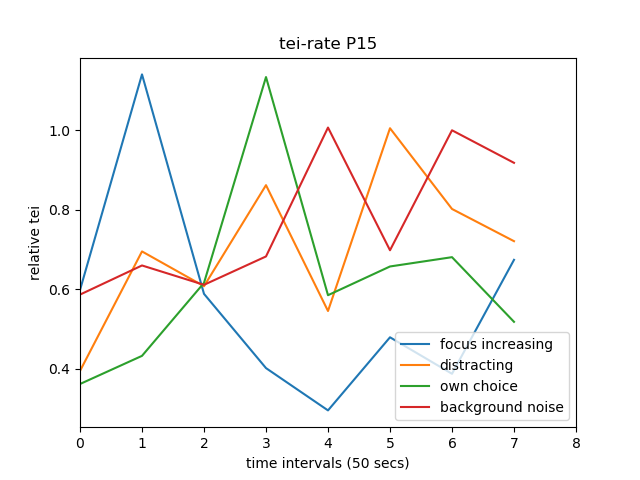 tei-rate P15
relative tei
1.0
0.8
0.6
0.4
0 1 2 3 4 5 6 7 8
time intervals (50 secs)
focus increasing
distracting
own choice
background noise